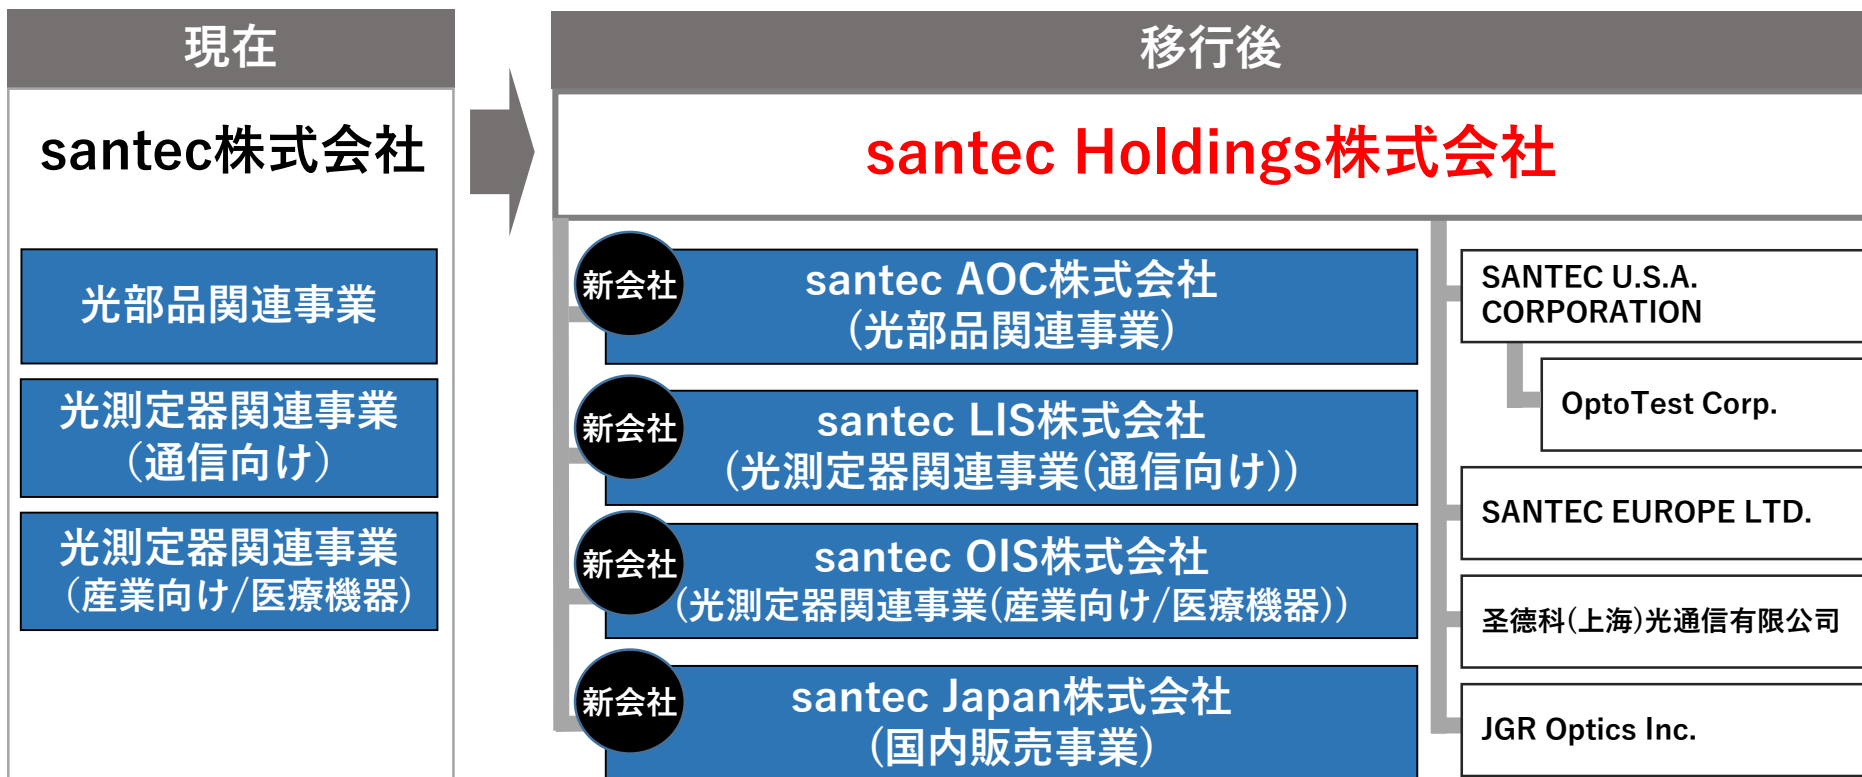 現在
santec株式会社
光部品関連事業
光測定器関連事業
（通信向け）
光測定器関連事業
（産業向け/医療機器）
移行後
santec Holdings株式会社
新会社
santec AOC株式会社
(光部品関連事業)
新会社
santec LIS株式会社
(光測定器関連事業(通信向け))
新会社
santec OIS株式会社
(光測定器関連事業(産業向け/医療機器))
新会社
santec Japan株式会社
(国内販売事業)
SANTEC U.S.A.
CORPORATION
OptoTest Corp.
SANTEC EUROPE LTD.
圣德科(上海)光通信有限公司
JGR Optics Inc.